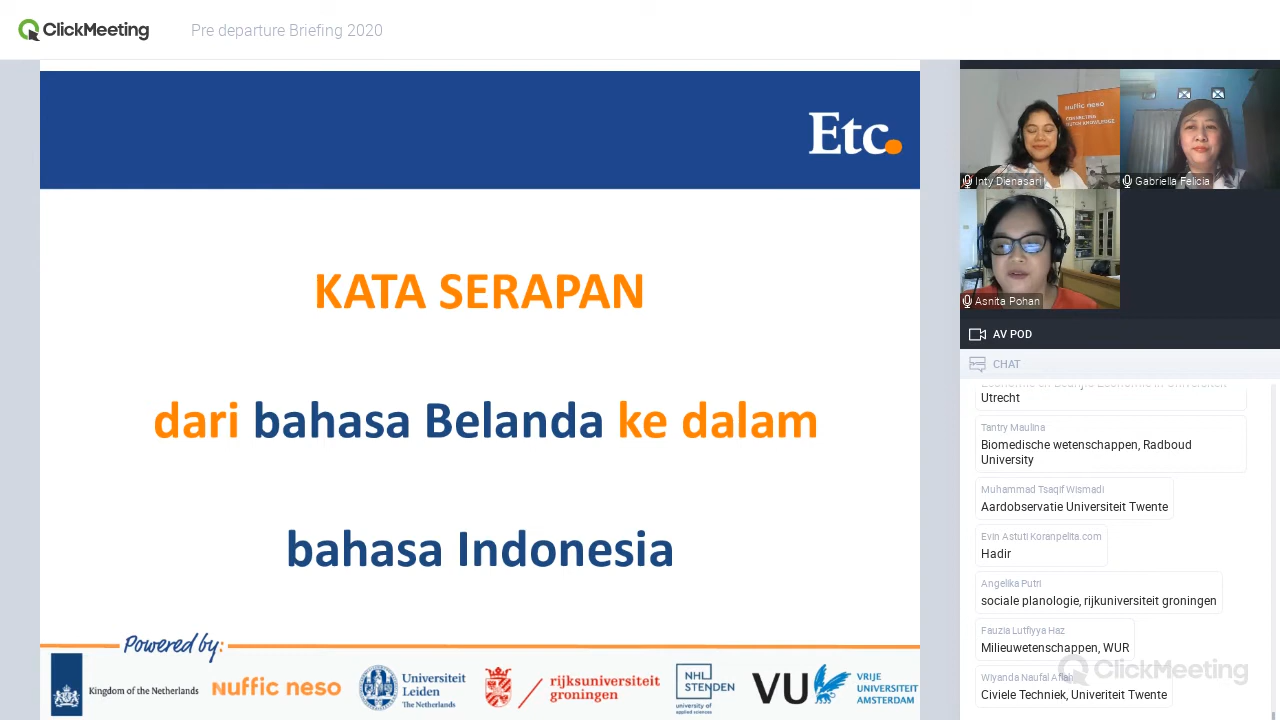 ClickMeeting
Pre departure Briefing 2020
Etc.
KATA SERAPAN
dari bahasa Belanda ke dalam
bahasa Indonesia
Powered by:
Kingdom of the Netherlands
nuffic neso
Universiteit
Leiden
The Netherlands
rijksuniversiteit
groningen
NHL
STENDEN
university of
applied sciences
VU
VRIJE
UNIVERSITEIT
AMSTERDAM
nuffic neso
Inty Dienasari
Gabriella Felicia
Asnita Pohan
AV POD
CHAT
Utrecht
Tantry Maulina
Biomedische wetenschappen, Radboud
University
Muhammad Tsaqif Wismadi
Aardobservatie Universiteit Twente
Evin Astuti Koranpelita.com
Hadir
Angelika Putri
sociale planologie, rijkuniversiteit groningen
Fauzia Lutfiyya Haz
Milieuwetenschappen, WUR
ClickMeeting
Wiyanda Naufal Aflah
Civiele Techniek, Univeriteit Twente